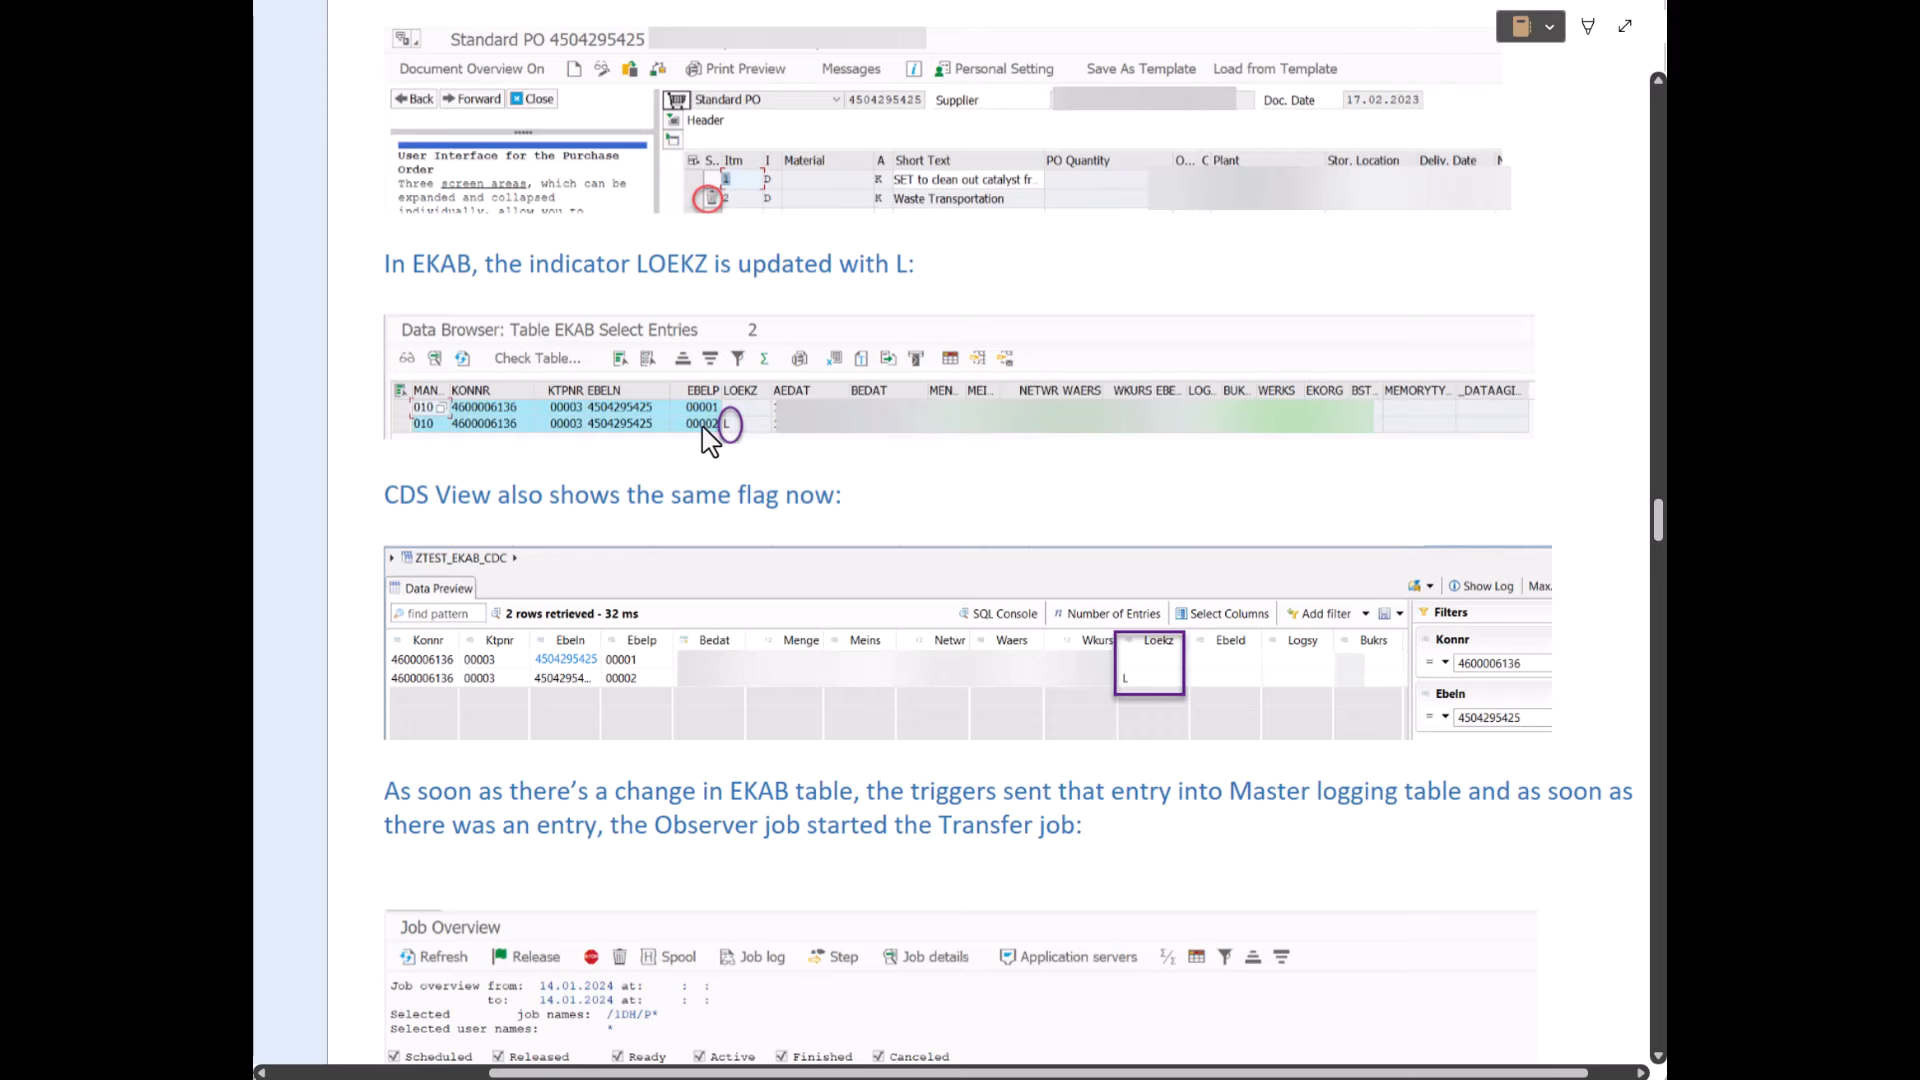 Standard PO 4504295425
Document Overview On Print Preview Messages Personal Setting Save As Template Load from Template
Back Forward Close Standard PO 4504295425 Supplier Doc. Date 17.02.2023
Header
S.. Itm I Material A Short Text PO Quantity O... C Plant Stor. Location Deliv. Date
User Interface for the Purchase
Order
Three screen areas, which can be
expanded and collapsed
individually, allow you to
1 D K SET to clean out catalyst fr..
2 D K Waste Transportation
In EKAB, the indicator LOEKZ is updated with L:
Data Browser: Table EKAB Select Entries 2
Check Table...
MAN.. KONNR KTPNR EBELN EBELP LOEKZ AEDAT BEDAT MEN.. MEI.. NETWR WAERS WKURS EBE.. LOG.. BUK.. WERKS EKORG BST.. MEMORYTY... _DATAAGI...
010 4600006136 00003 4504295425 00001
010 4600006136 00003 4504295425 00002 L
CDS View also shows the same flag now:
ZTEST_EKAB_CDC
Data Preview Show Log Max.
find pattern 2 rows retrieved - 32 ms SQL Console Number of Entries Select Columns Add filter Filters
Konnr Ktpnr Ebeln Ebelp Bedat Menge Meins Netwr Waers Wkurs Loekz Ebeld Logsy Bukrs Konnr
4600006136 00003 4504295425 00001 = 4600006136
4600006136 00003 45042954... 00002 L
Ebeln
= 4504295425
As soon as there’s a change in EKAB table, the triggers sent that entry into Master logging table and as soon as
there was an entry, the Observer job started the Transfer job:
Job Overview
Refresh Release STOP Spool Job log Step Job details Application servers
Job overview from: 14.01.2024 at: : :
to: 14.01.2024 at: : :
Selected job names: /1DH/P*
Selected user names: *
Scheduled Released Ready Active Finished Canceled